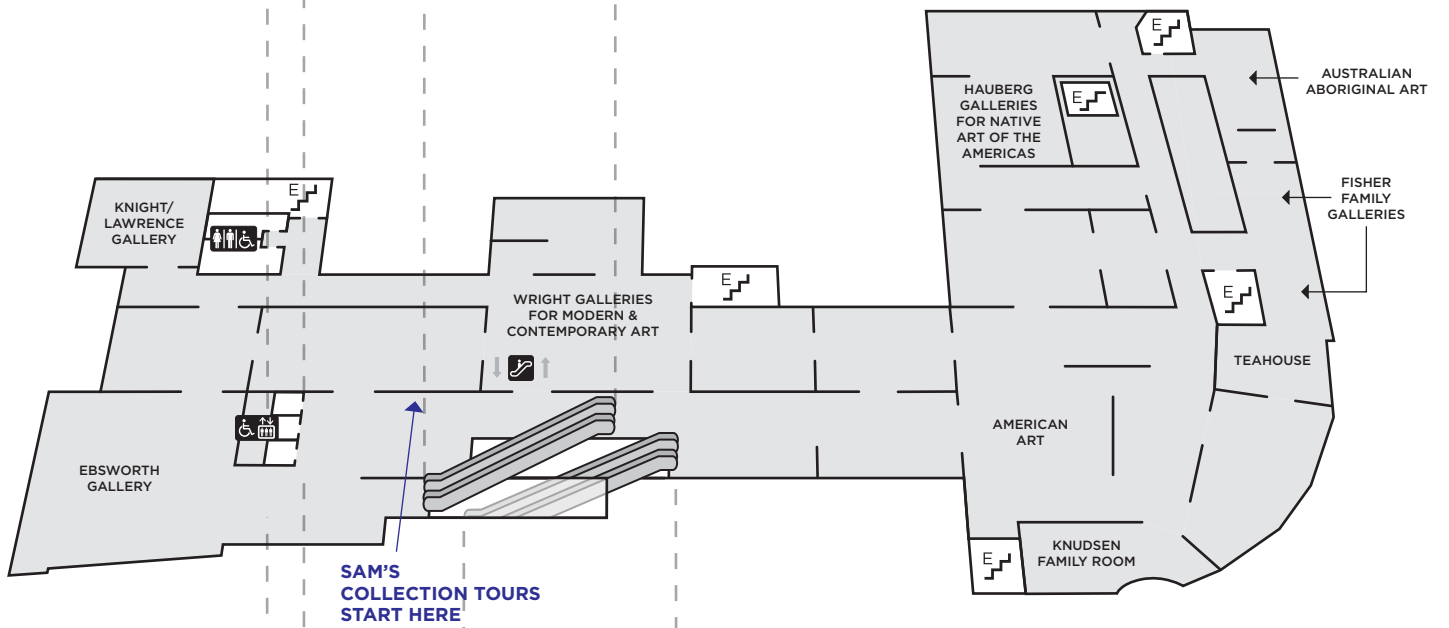 E
AUSTRALIAN
ABORIGINAL ART
HAUBERG
GALLERIES
FOR NATIVE
ART OF THE
AMERICAS
E
KNIGHT/
LAWRENCE
GALLERY
E
FISHER
FAMILY
GALLERIES
WRIGHT GALLERIES
FOR MODERN &
CONTEMPORARY ART
E
E
TEAHOUSE
AMERICAN
ART
EBSWORTH
GALLERY
KNUDSEN
FAMILY ROOM
E
SAM'S
COLLECTION TOURS
START HERE